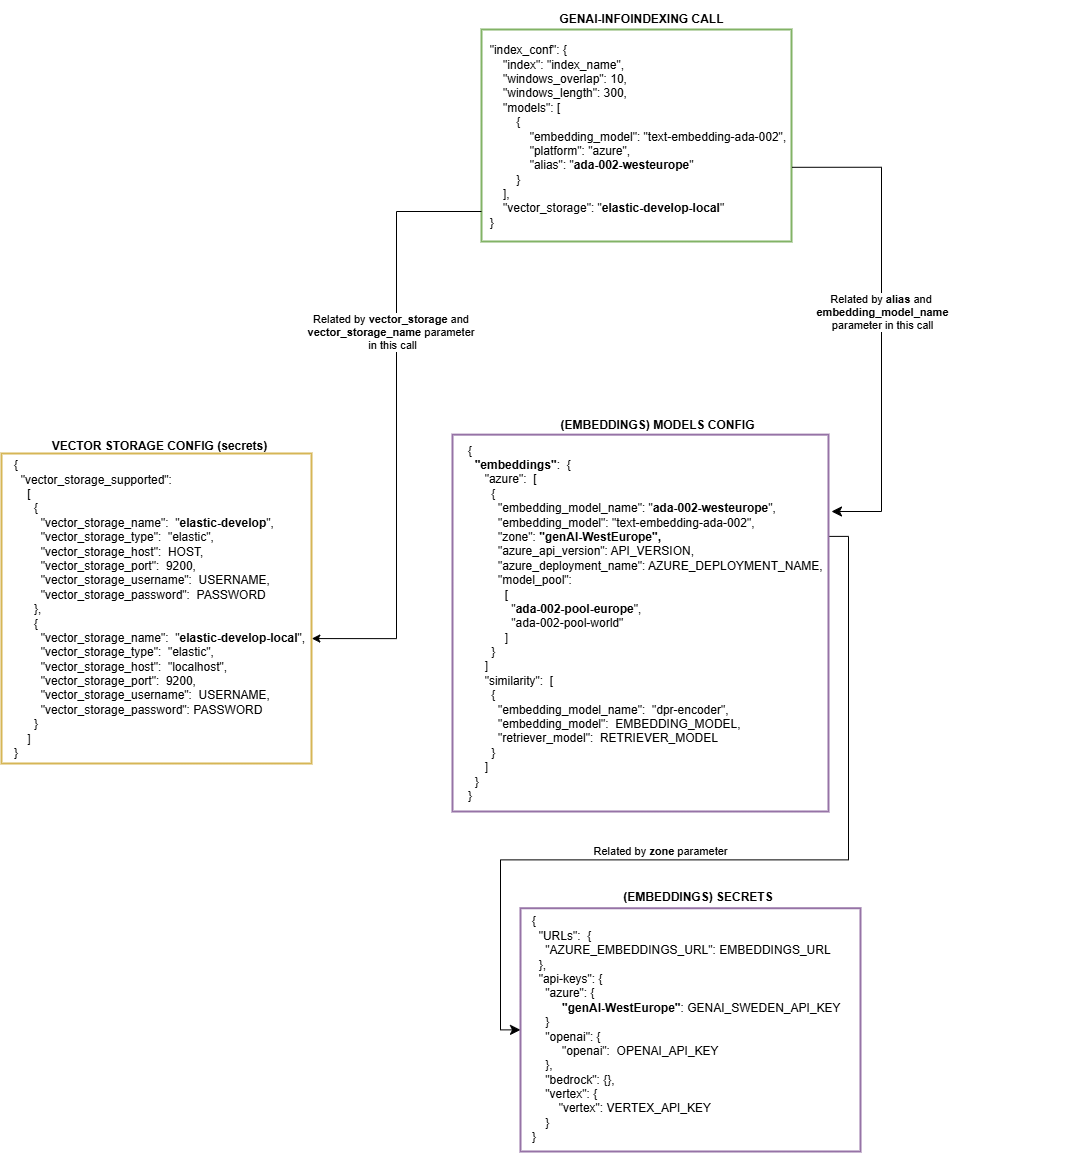 GENAI-INFOINDEXING CALL
"index_conf": {
"index": "index_name",
"windows_overlap": 10,
"windows_length": 300,
"models": [
{
"embedding_model": "text-embedding-ada-002",
"platform": "azure",
"alias": "ada-002-westeurope"
}
],
"vector_storage": "elastic-develop-local"
}
Related by vector_storage and
vector_storage_name parameter
in this call
Related by alias and
embedding_model_name
parameter in this call
VECTOR STORAGE CONFIG (secrets)
{
"vector_storage_supported":
[
{
"vector_storage_name": "elastic-develop",
"vector_storage_type": "elastic",
"vector_storage_host": HOST,
"vector_storage_port": 9200,
"vector_storage_username": USERNAME,
"vector_storage_password": PASSWORD
},
{
"vector_storage_name": "elastic-develop-local",
"vector_storage_type": "elastic",
"vector_storage_host": "localhost",
"vector_storage_port": 9200,
"vector_storage_username": USERNAME,
"vector_storage_password": PASSWORD
}
]
}
(EMBEDDINGS) MODELS CONFIG
{
"embeddings": {
"azure": [
{
"embedding_model_name": "ada-002-westeurope",
"embedding_model": "text-embedding-ada-002",
"zone": "genAI-WestEurope",
"azure_api_version": API_VERSION,
"azure_deployment_name": AZURE_DEPLOYMENT_NAME,
"model_pool":
[
"ada-002-pool-europe",
"ada-002-pool-world"
]
}
]
"similarity": [
{
"embedding_model_name": "dpr-encoder",
"embedding_model": EMBEDDING_MODEL,
"retriever_model": RETRIEVER_MODEL
}
]
}
}
Related by zone parameter
(EMBEDDINGS) SECRETS
{
"URLs": {
"AZURE_EMBEDDINGS_URL": EMBEDDINGS_URL
},
"api-keys": {
"azure": {
"genAI-WestEurope": GENAI_SWEDEN_API_KEY
}
"openai": {
"openai": OPENAI_API_KEY
},
"bedrock": {},
"vertex": {
"vertex": VERTEX_API_KEY
}
}